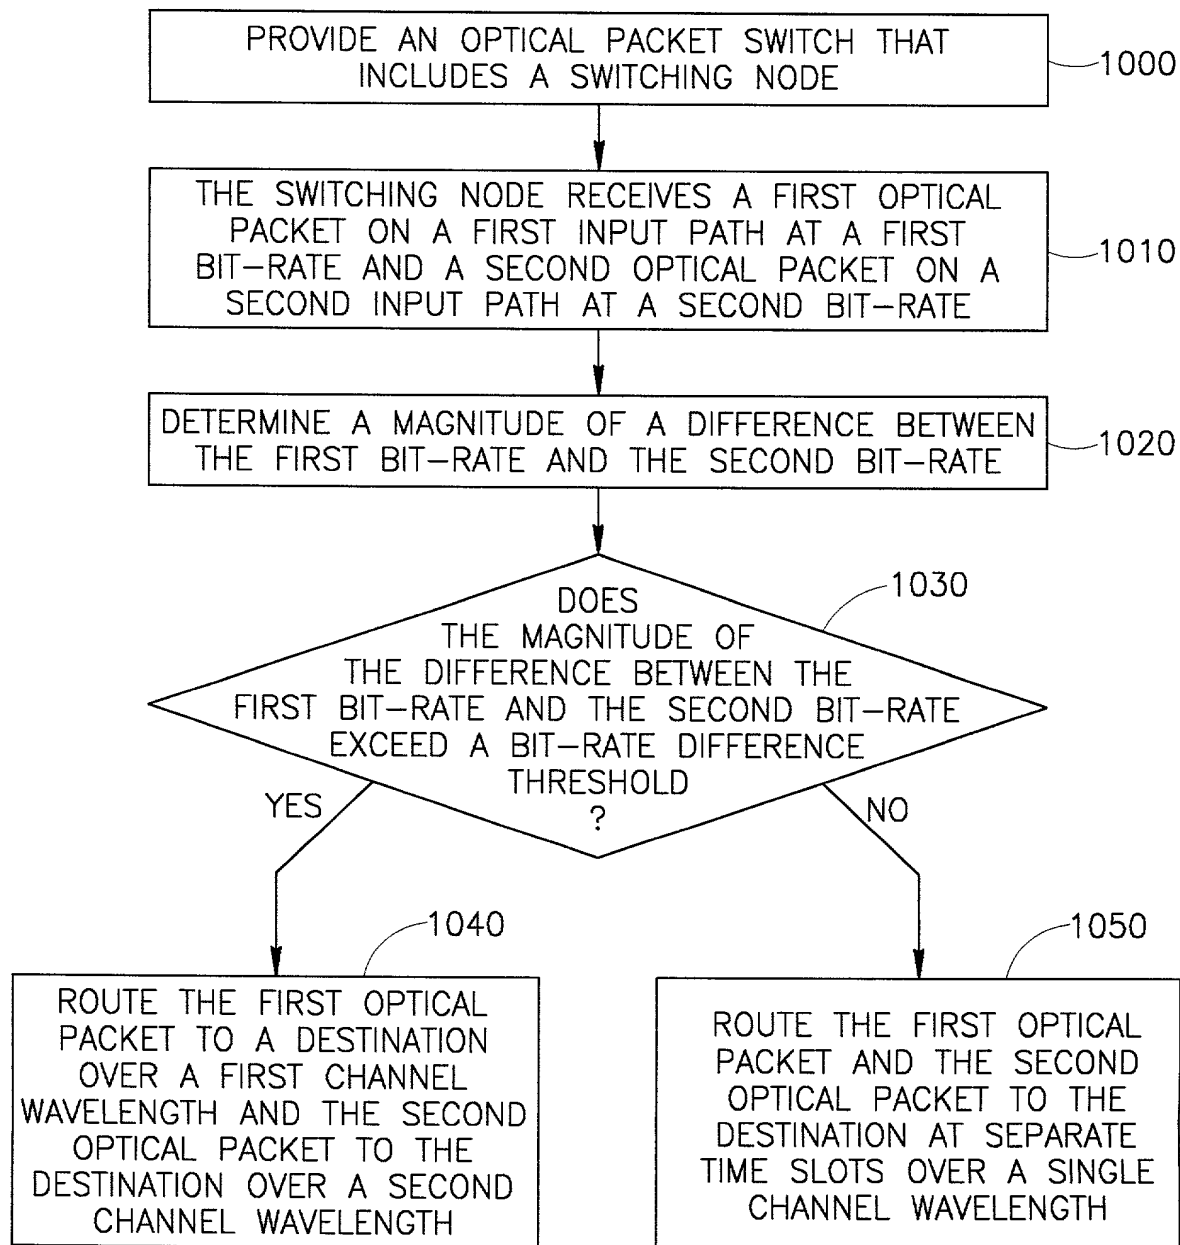 PROVIDE AN OPTICAL PACKET SWITCH THAT
INCLUDES A SWITCHING NODE
1000
THE SWITCHING NODE RECEIVES A FIRST OPTICAL
PACKET ON A FIRST INPUT PATH AT A FIRST
BIT-RATE AND A SECOND OPTICAL PACKET ON A
SECOND INPUT PATH AT A SECOND BIT-RATE
1010
DETERMINE A MAGNITUDE OF A DIFFERENCE BETWEEN
THE FIRST BIT-RATE AND THE SECOND BIT-RATE
1020
DOES
THE MAGNITUDE OF
THE DIFFERENCE BETWEEN THE
FIRST BIT-RATE AND THE SECOND BIT-RATE
EXCEED A BIT-RATE DIFFERENCE
THRESHOLD
?
1030
YES
NO
1040
ROUTE THE FIRST OPTICAL
PACKET TO A DESTINATION
OVER A FIRST CHANNEL
WAVELENGTH AND THE SECOND
OPTICAL PACKET TO THE
DESTINATION OVER A SECOND
CHANNEL WAVELENGTH
1050
ROUTE THE FIRST OPTICAL
PACKET AND THE SECOND
OPTICAL PACKET TO THE
DESTINATION AT SEPARATE
TIME SLOTS OVER A SINGLE
CHANNEL WAVELENGTH